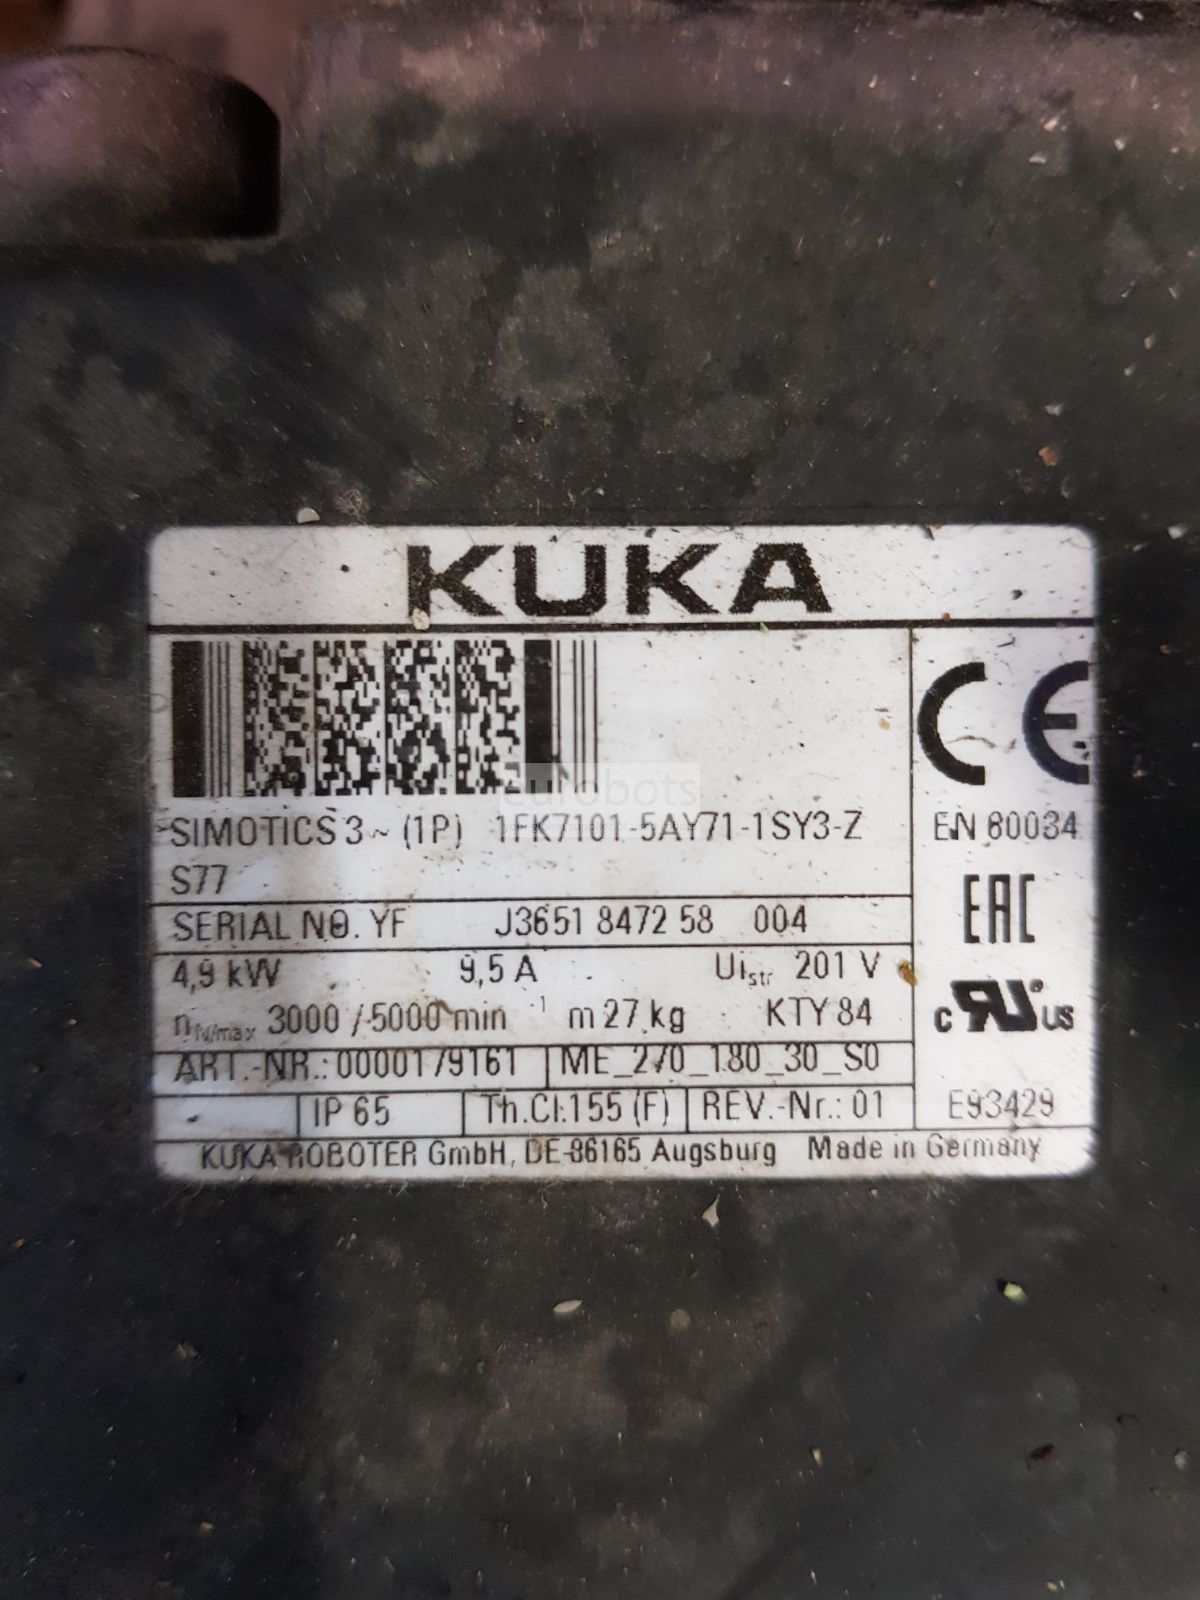 KUKA
eurobots
SIMOTICS 3 ~ (1P) 1FK7101-5AY71-1SY3-Z
S77
EN 60034
EAC
SERIAL NO. YF J3651 8472 58 004
4,9 kW 9,5 A UIstr 201 V
nN/max 3000 / 5000 min -1 m 27 kg KTY 84
c RU US
ART.-NR.: 0000179161 ME_270_180_30_S0
IP 65 Th.Cl.155 (F) REV.-Nr.: 01 E93429
KUKA ROBOTER GmbH, DE-86165 Augsburg Made in Germany
CE